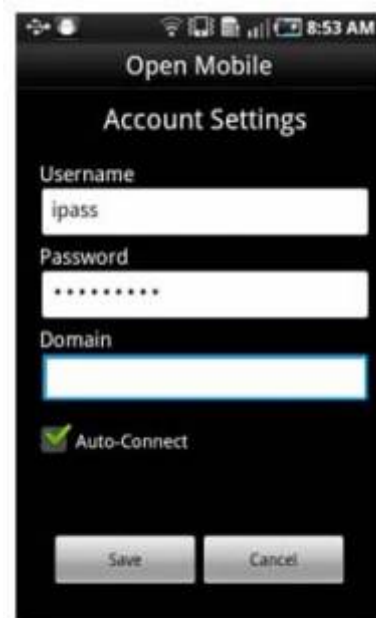 8:53 AM
Open Mobile
Account Settings
Username
ipass
Password
•••••••••
Domain
Auto-Connect
Save
Cancel